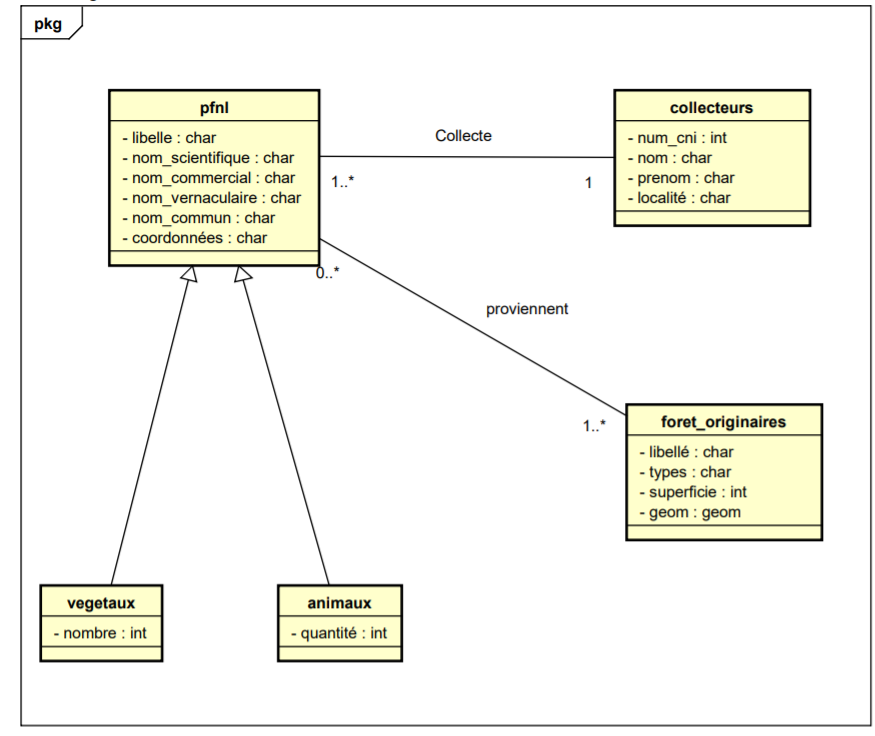 pkg
pfnl
- libelle : char
- nom_scientifique : char
- nom_commercial : char
- nom_vernaculaire : char
- nom_commun : char
- coordonnées : char
Collecte
1..*
1
collecteurs
- num_cni : int
- nom : char
- prenom : char
- localité : char
0..*
proviennent
1..*
foret_originaires
- libellé : char
- types : char
- superficie : int
- geom : geom
vegetaux
- nombre : int
animaux
- quantité : int